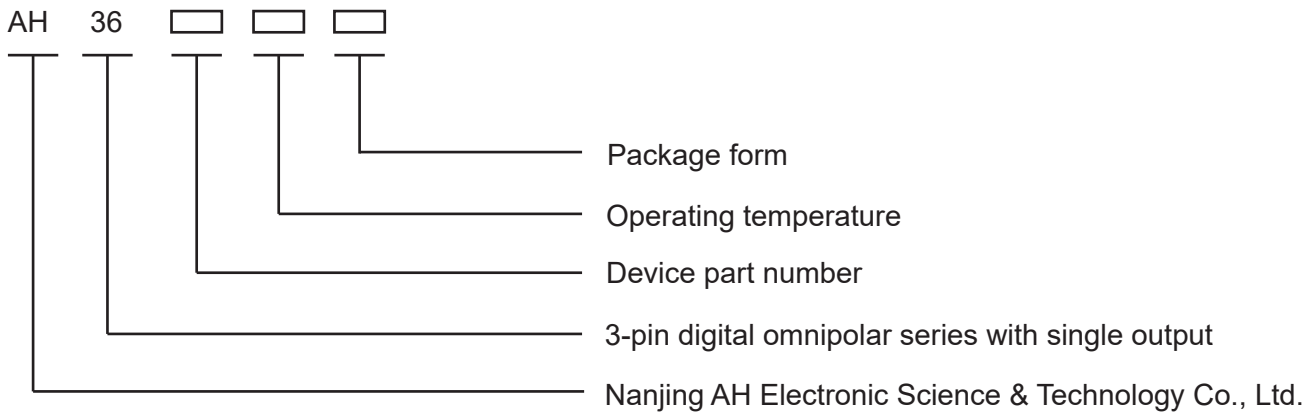 AH 36
Package form
Operating temperature
Device part number
3-pin digital omnipolar series with single output
Nanjing AH Electronic Science & Technology Co., Ltd.